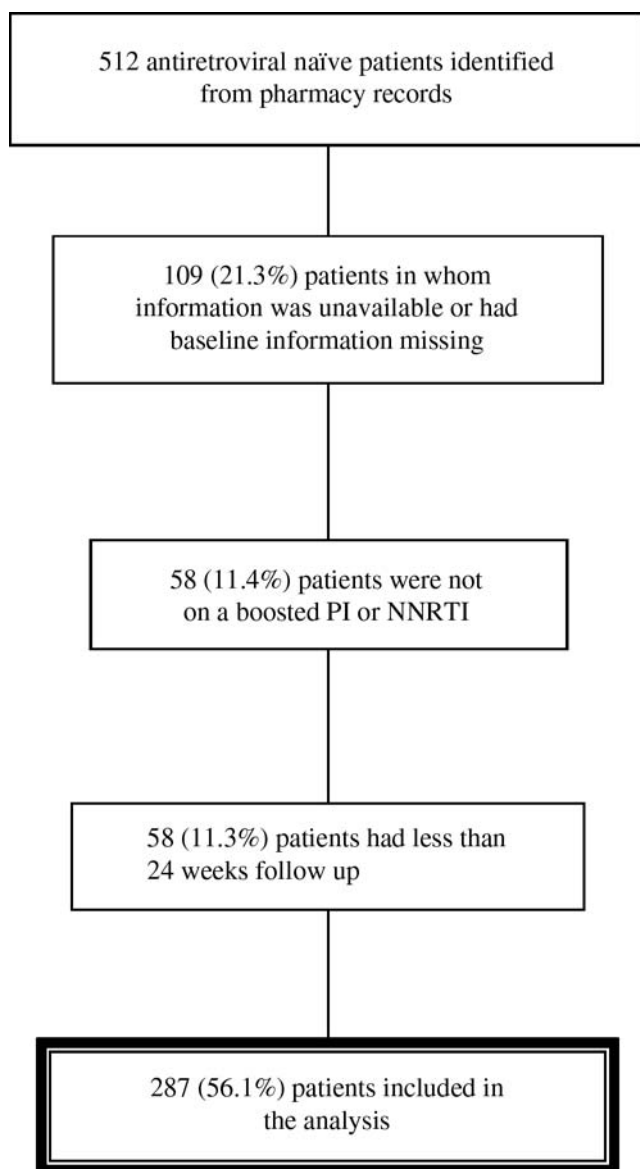 512 antiretroviral naïve patients identified
from pharmacy records
109 (21.3%) patients in whom
information was unavailable or had
baseline information missing
58 (11.4%) patients were not
on a boosted PI or NNRTI
58 (11.3%) patients had less than
24 weeks follow up
287 (56.1%) patients included in
the analysis